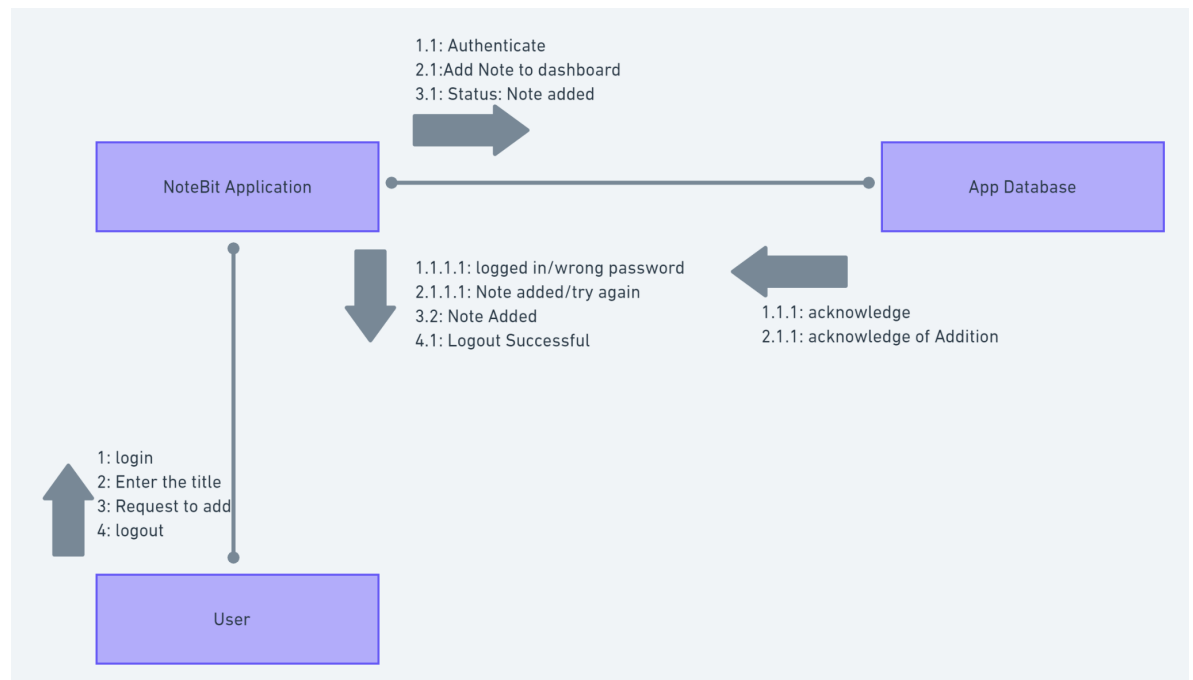 1.1: Authenticate
2.1:Add Note to dashboard
3.1: Status: Note added
NoteBit Application
App Database
1.1.1.1: logged in/wrong password
2.1.1.1: Note added/try again
3.2: Note Added
4.1: Logout Successful
1.1.1: acknowledge
2.1.1: acknowledge of Addition
1: login
2: Enter the title
3: Request to add
4: logout
User